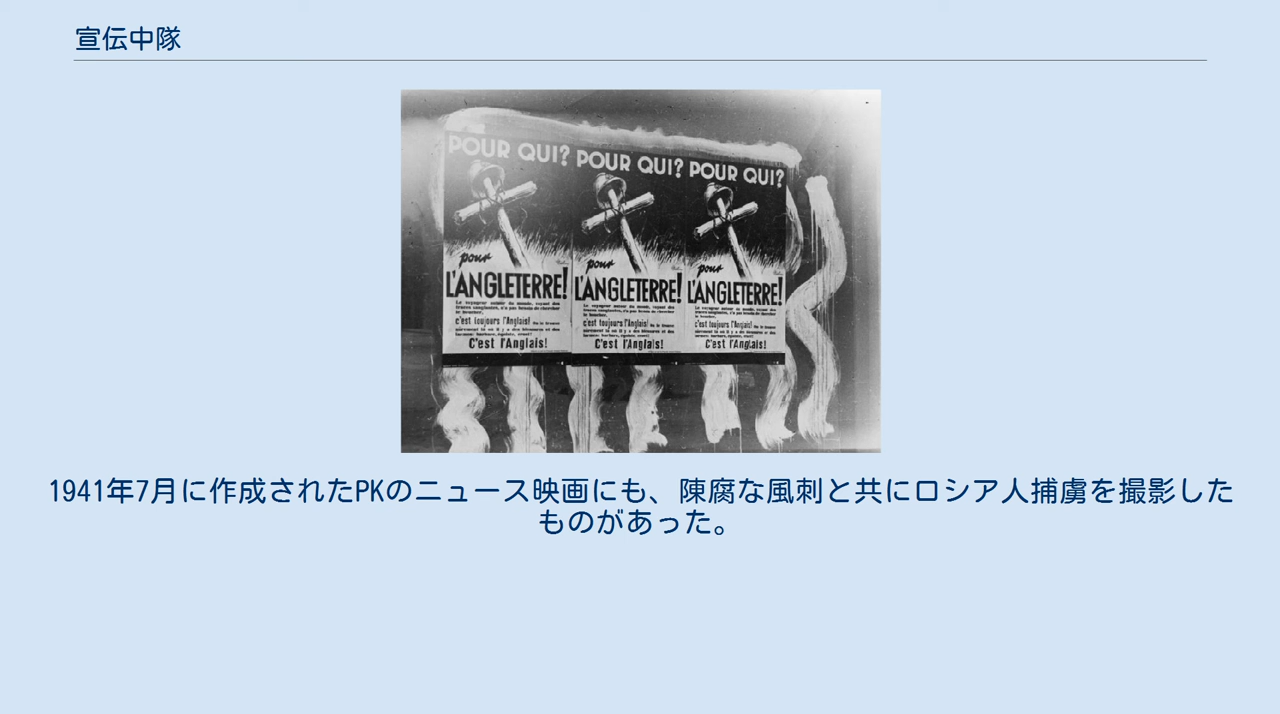 宣伝中隊
POUR QUI? POUR QUI? POUR QUI?
pour pour pour
L'ANGLETERRE! L'ANGLETERRE! L'ANGLETERRE!
c'est toujours l'Anglais! c'est toujours l'Anglais! c'est toujours l'Anglais!
C'est l'Anglais! C'est l'Anglais! C'est l'Anglais!
1941年7月に作成されたPKのニュース映画にも、陳腐な風刺と共にロシア人捕虜を撮影した
ものがあった。